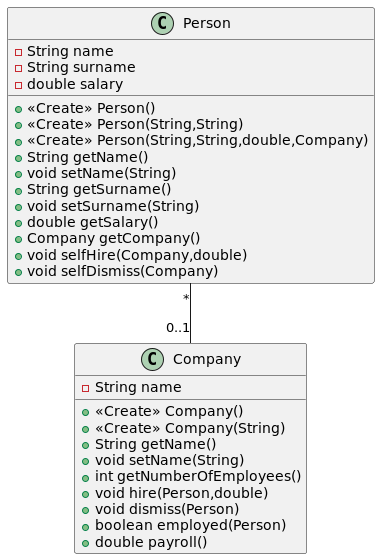 C Person
String name
String surname
double salary
«Create» Person()
«Create» Person(String,String)
«Create» Person(String,String,double,Company)
String getName()
void setName(String)
String getSurname()
void setSurname(String)
double getSalary()
Company getCompany()
void selfHire(Company,double)
void selfDismiss(Company)
*
0..1
C Company
String name
«Create» Company()
«Create» Company(String)
String getName()
void setName(String)
int getNumberOfEmployees()
void hire(Person,double)
void dismiss(Person)
boolean employed(Person)
double payroll()